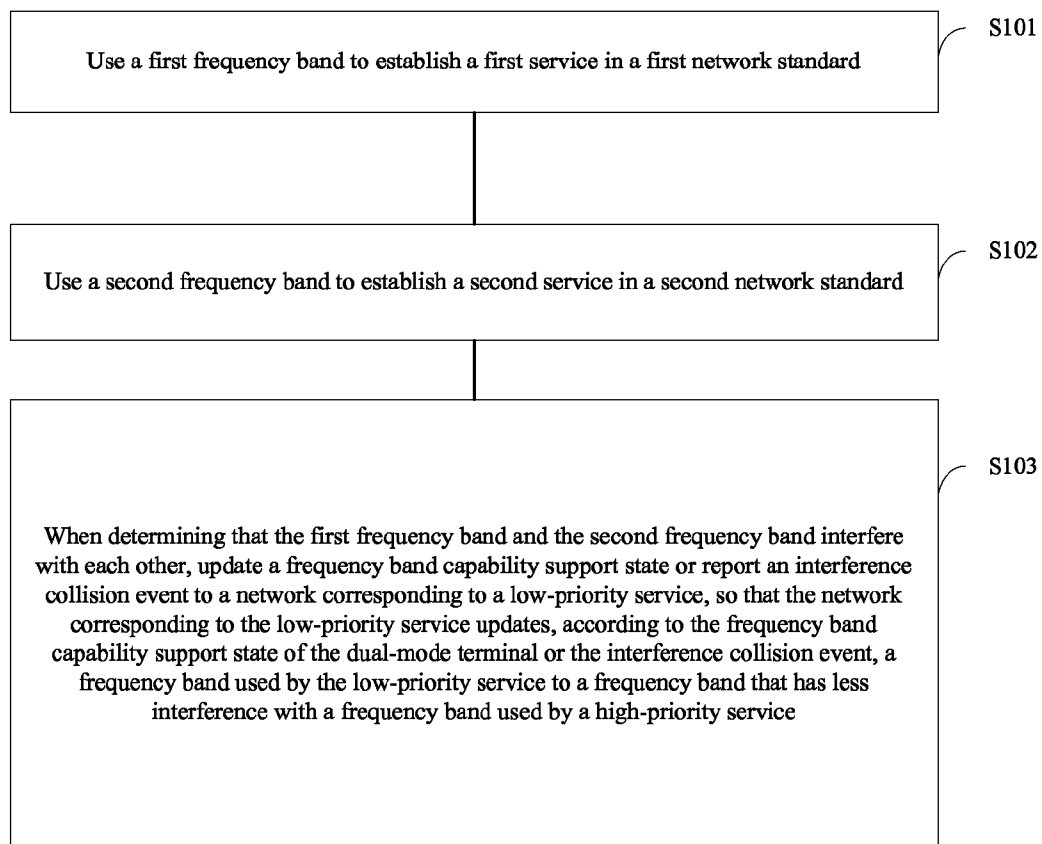 Use a first frequency band to establish a first service in a first network standard
S101
Use a second frequency band to establish a second service in a second network standard
S102
When determining that the first frequency band and the second frequency band interfere
with each other, update a frequency band capability support state or report an interference
collision event to a network corresponding to a low-priority service, so that the network
corresponding to the low-priority service updates, according to the frequency band
capability support state of the dual-mode terminal or the interference collision event, a
frequency band used by the low-priority service to a frequency band that has less
interference with a frequency band used by a high-priority service
S103